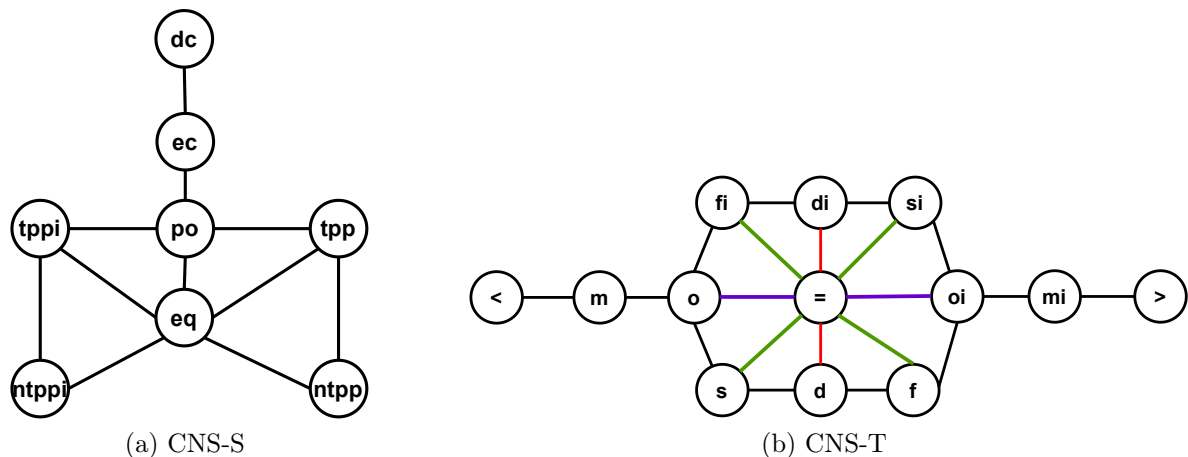 dc
ec
tppi po tpp
eq
ntppi ntpp
(a) CNS-S
fi di si
< m o = oi mi >
s d f
(b) CNS-T